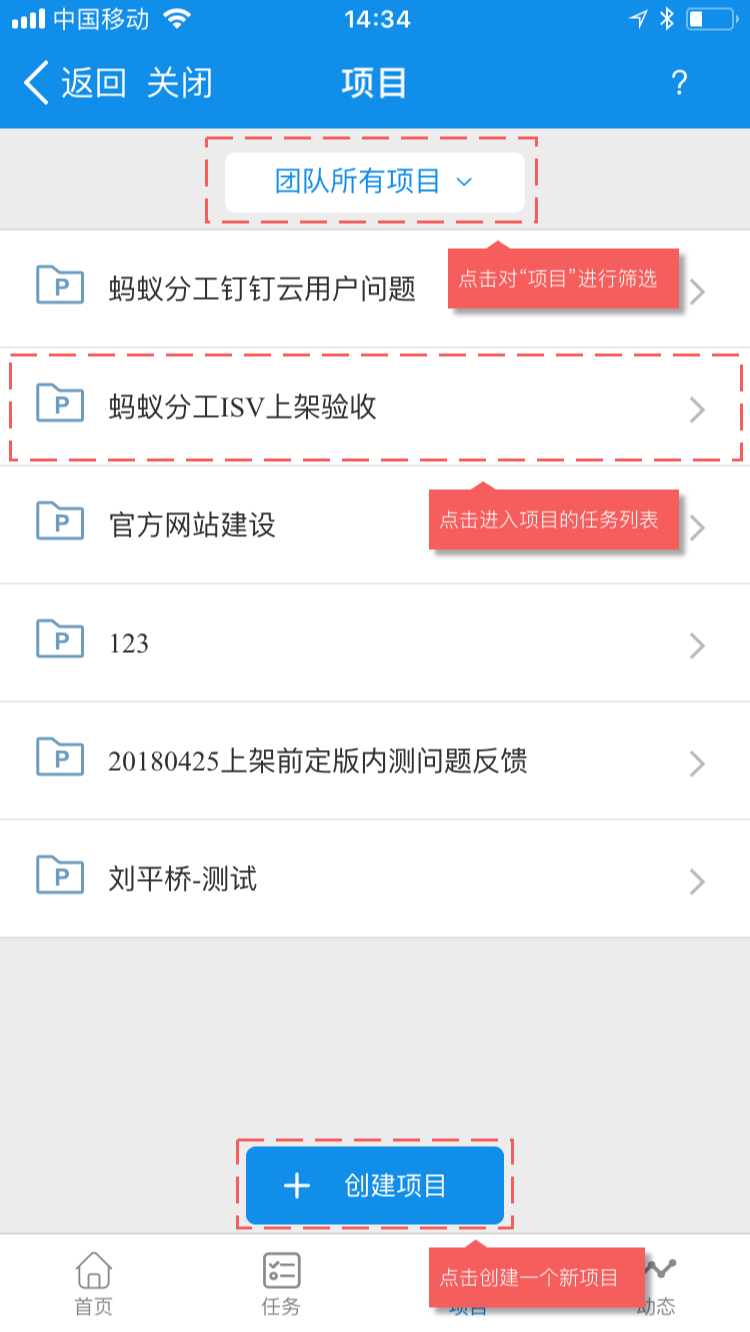 中国移动 14:34
返回 关闭 项目 ?
团队所有项目
点击对“项目”进行筛选
P 蚂蚁分工钉钉云用户问题
P 蚂蚁分工ISV上架验收
点击进入项目的任务列表
P 官方网站建设
P 123
P 20180425上架前定版内测问题反馈
P 刘平桥-测试
+ 创建项目
点击创建一个新项目
首页 任务 项目 动态